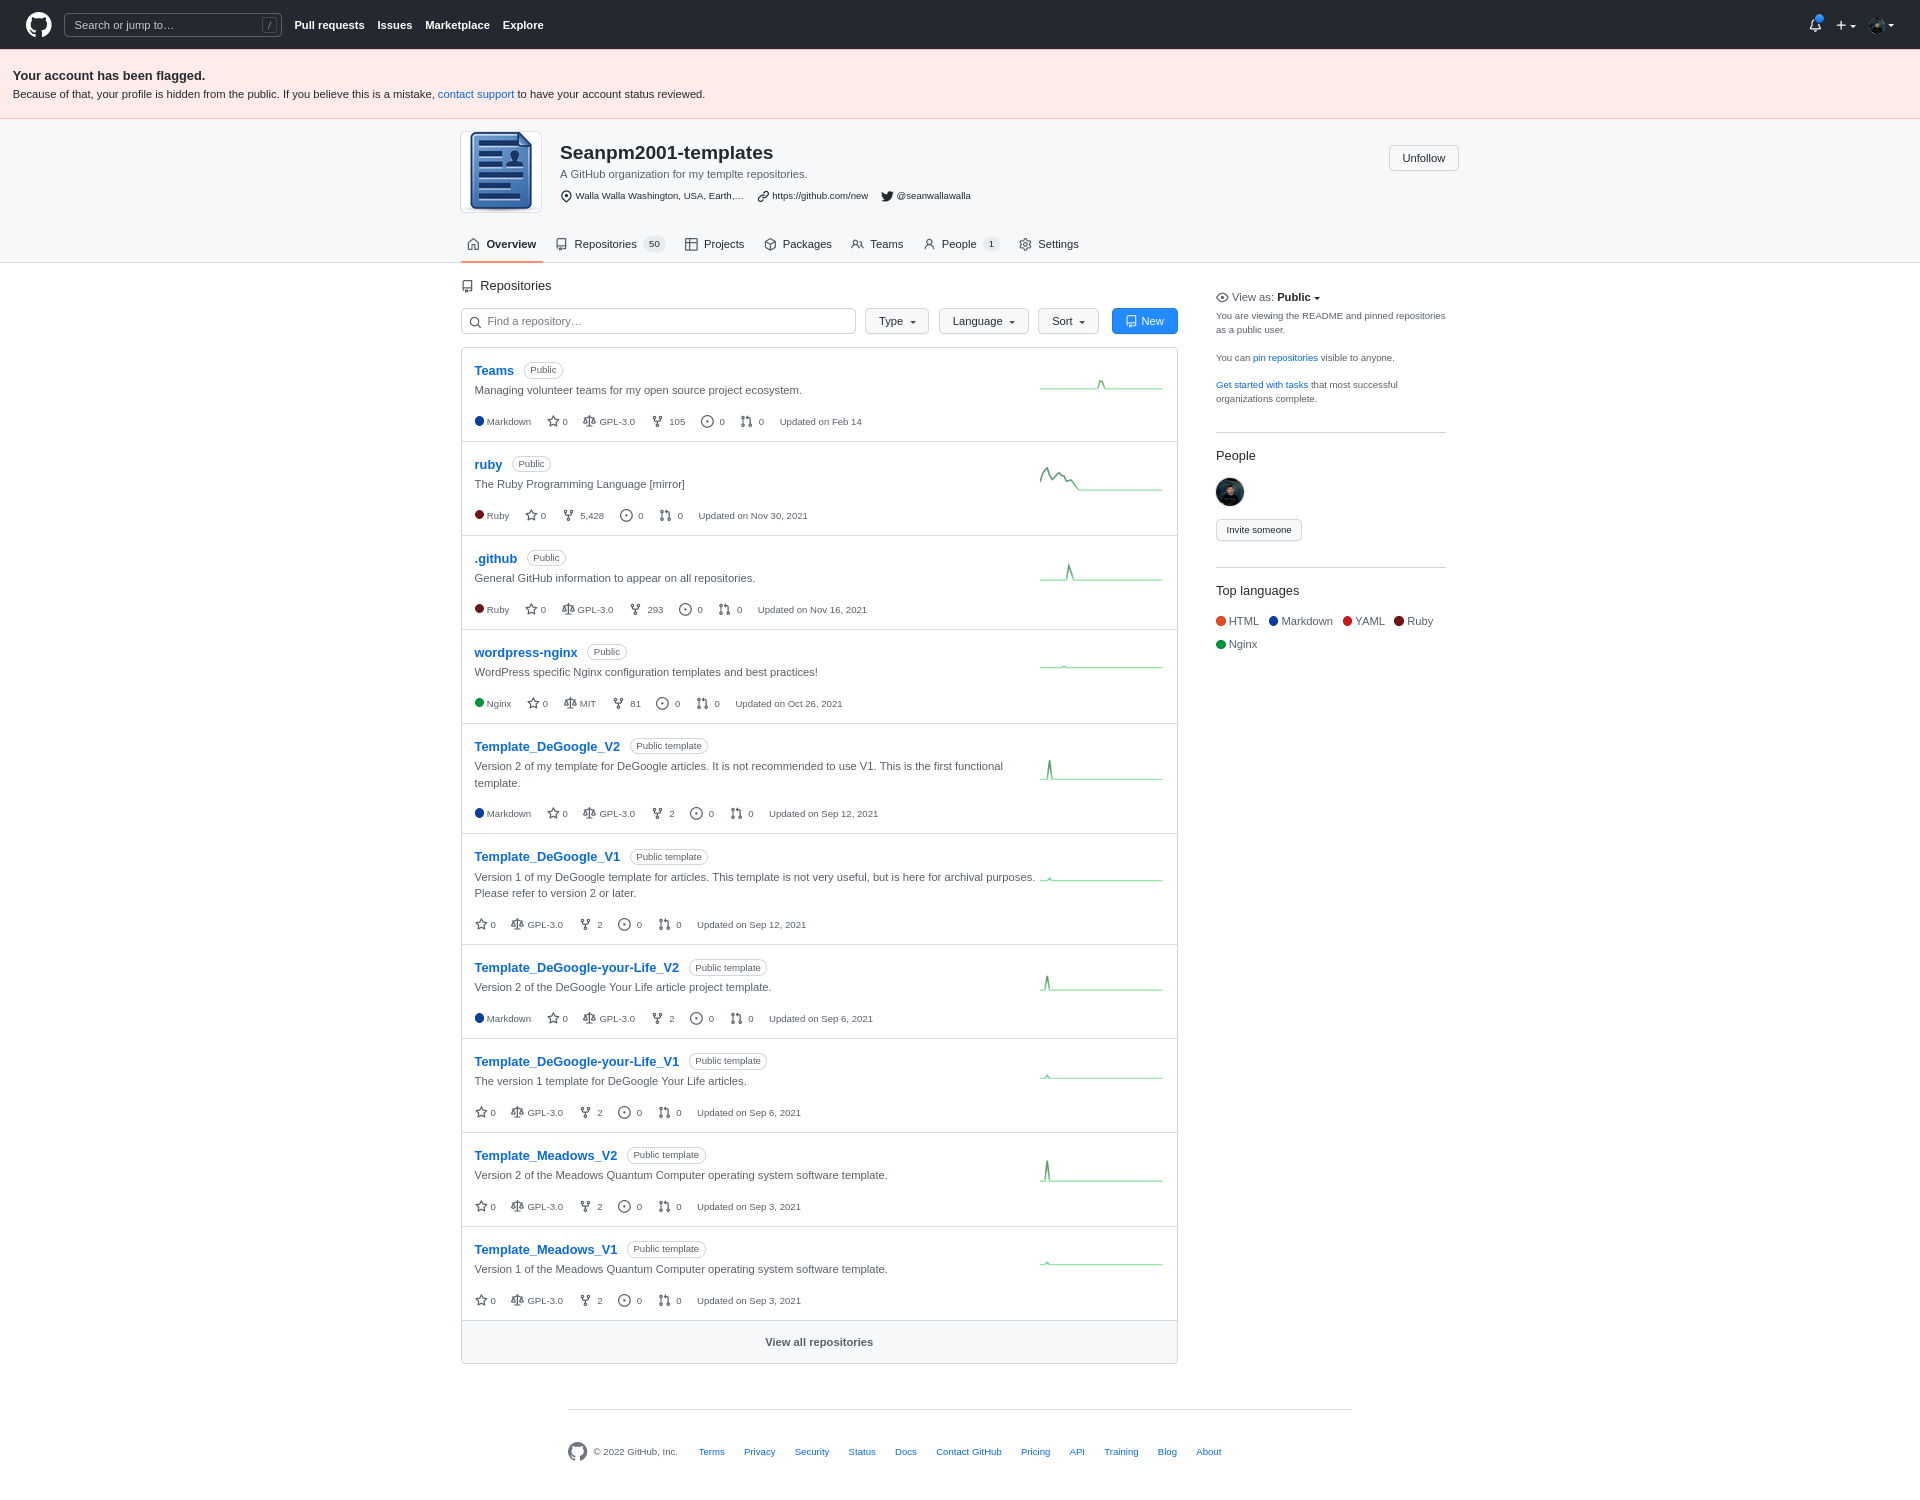 Search or jump to… /
Pull requests Issues Marketplace Explore
Your account has been flagged.
Because of that, your profile is hidden from the public. If you believe this is a mistake, contact support to have your account status reviewed.
Seanpm2001-templates
A GitHub organization for my templte repositories.
Walla Walla Washington, USA, Earth,… https://github.com/new @seanwallawalla
Unfollow
Overview Repositories 50 Projects Packages Teams People 1 Settings
Repositories
Find a repository… Type Language Sort New
Teams Public
Managing volunteer teams for my open source project ecosystem.
Markdown 0 GPL-3.0 105 0 0 Updated on Feb 14
ruby Public
The Ruby Programming Language [mirror]
Ruby 0 5,428 0 0 Updated on Nov 30, 2021
.github Public
General GitHub information to appear on all repositories.
Ruby 0 GPL-3.0 293 0 0 Updated on Nov 16, 2021
wordpress-nginx Public
WordPress specific Nginx configuration templates and best practices!
Nginx 0 MIT 81 0 0 Updated on Oct 26, 2021
Template_DeGoogle_V2 Public template
Version 2 of my template for DeGoogle articles. It is not recommended to use V1. This is the first functional
template.
Markdown 0 GPL-3.0 2 0 0 Updated on Sep 12, 2021
Template_DeGoogle_V1 Public template
Version 1 of my DeGoogle template for articles. This template is not very useful, but is here for archival purposes.
Please refer to version 2 or later.
0 GPL-3.0 2 0 0 Updated on Sep 12, 2021
Template_DeGoogle-your-Life_V2 Public template
Version 2 of the DeGoogle Your Life article project template.
Markdown 0 GPL-3.0 2 0 0 Updated on Sep 6, 2021
Template_DeGoogle-your-Life_V1 Public template
The version 1 template for DeGoogle Your Life articles.
0 GPL-3.0 2 0 0 Updated on Sep 6, 2021
Template_Meadows_V2 Public template
Version 2 of the Meadows Quantum Computer operating system software template.
0 GPL-3.0 2 0 0 Updated on Sep 3, 2021
Template_Meadows_V1 Public template
Version 1 of the Meadows Quantum Computer operating system software template.
0 GPL-3.0 2 0 0 Updated on Sep 3, 2021
View all repositories
View as: Public
You are viewing the README and pinned repositories
as a public user.
You can pin repositories visible to anyone.
Get started with tasks that most successful
organizations complete.
People
Invite someone
Top languages
HTML Markdown YAML Ruby
Nginx
© 2022 GitHub, Inc. Terms Privacy Security Status Docs Contact GitHub Pricing API Training Blog About